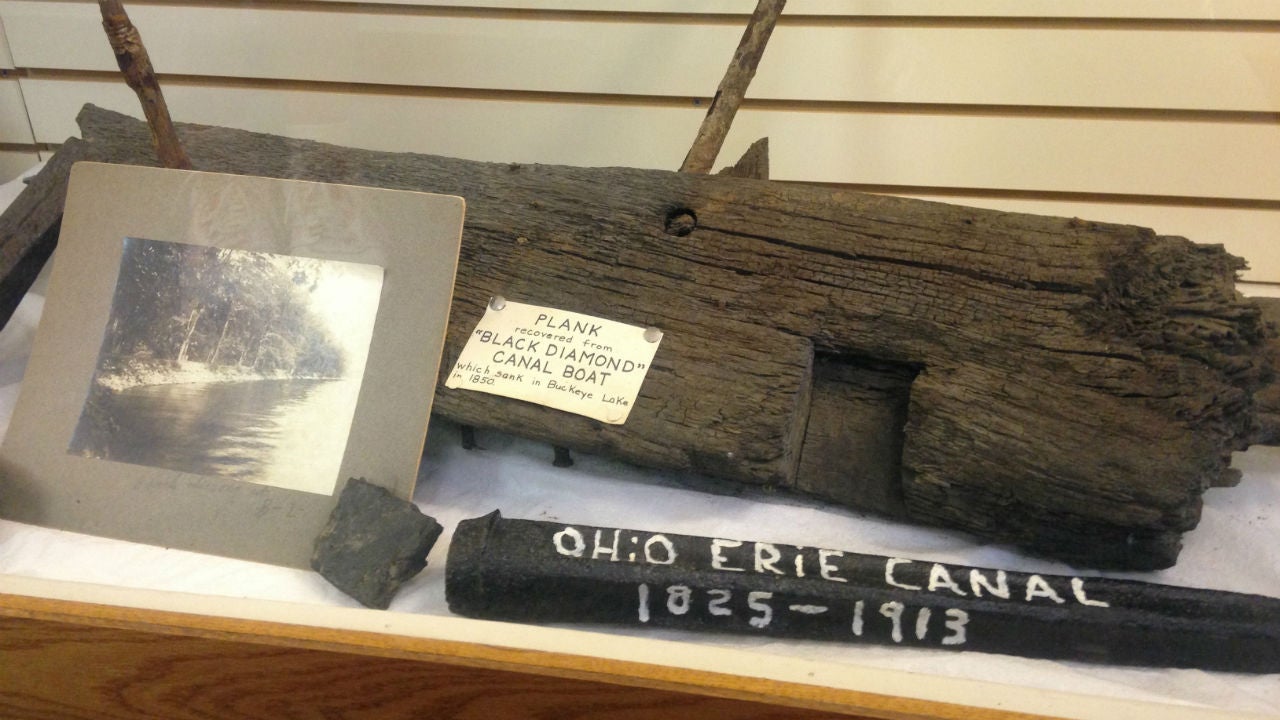 PLANK
recovered from
"BLACK DIAMOND"
CANAL BOAT
which sank in Buckeye Lake
in 1850.
OHiO ERiE CANAL
1825-1913